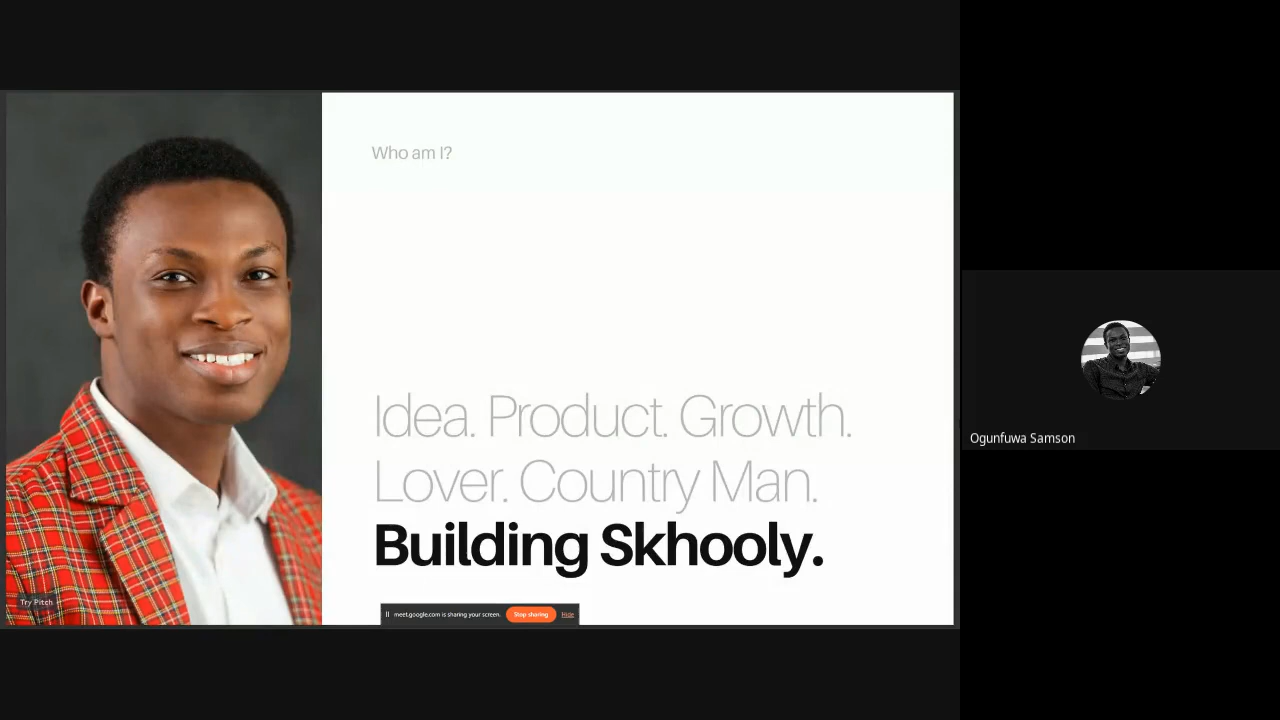 Who am I?
Idea. Product. Growth.
Lover. Country Man.
Building Skhooly.
Try Pitch
meet.google.com is sharing your screen. Stop sharing Hide
Ogunfuwa Samson